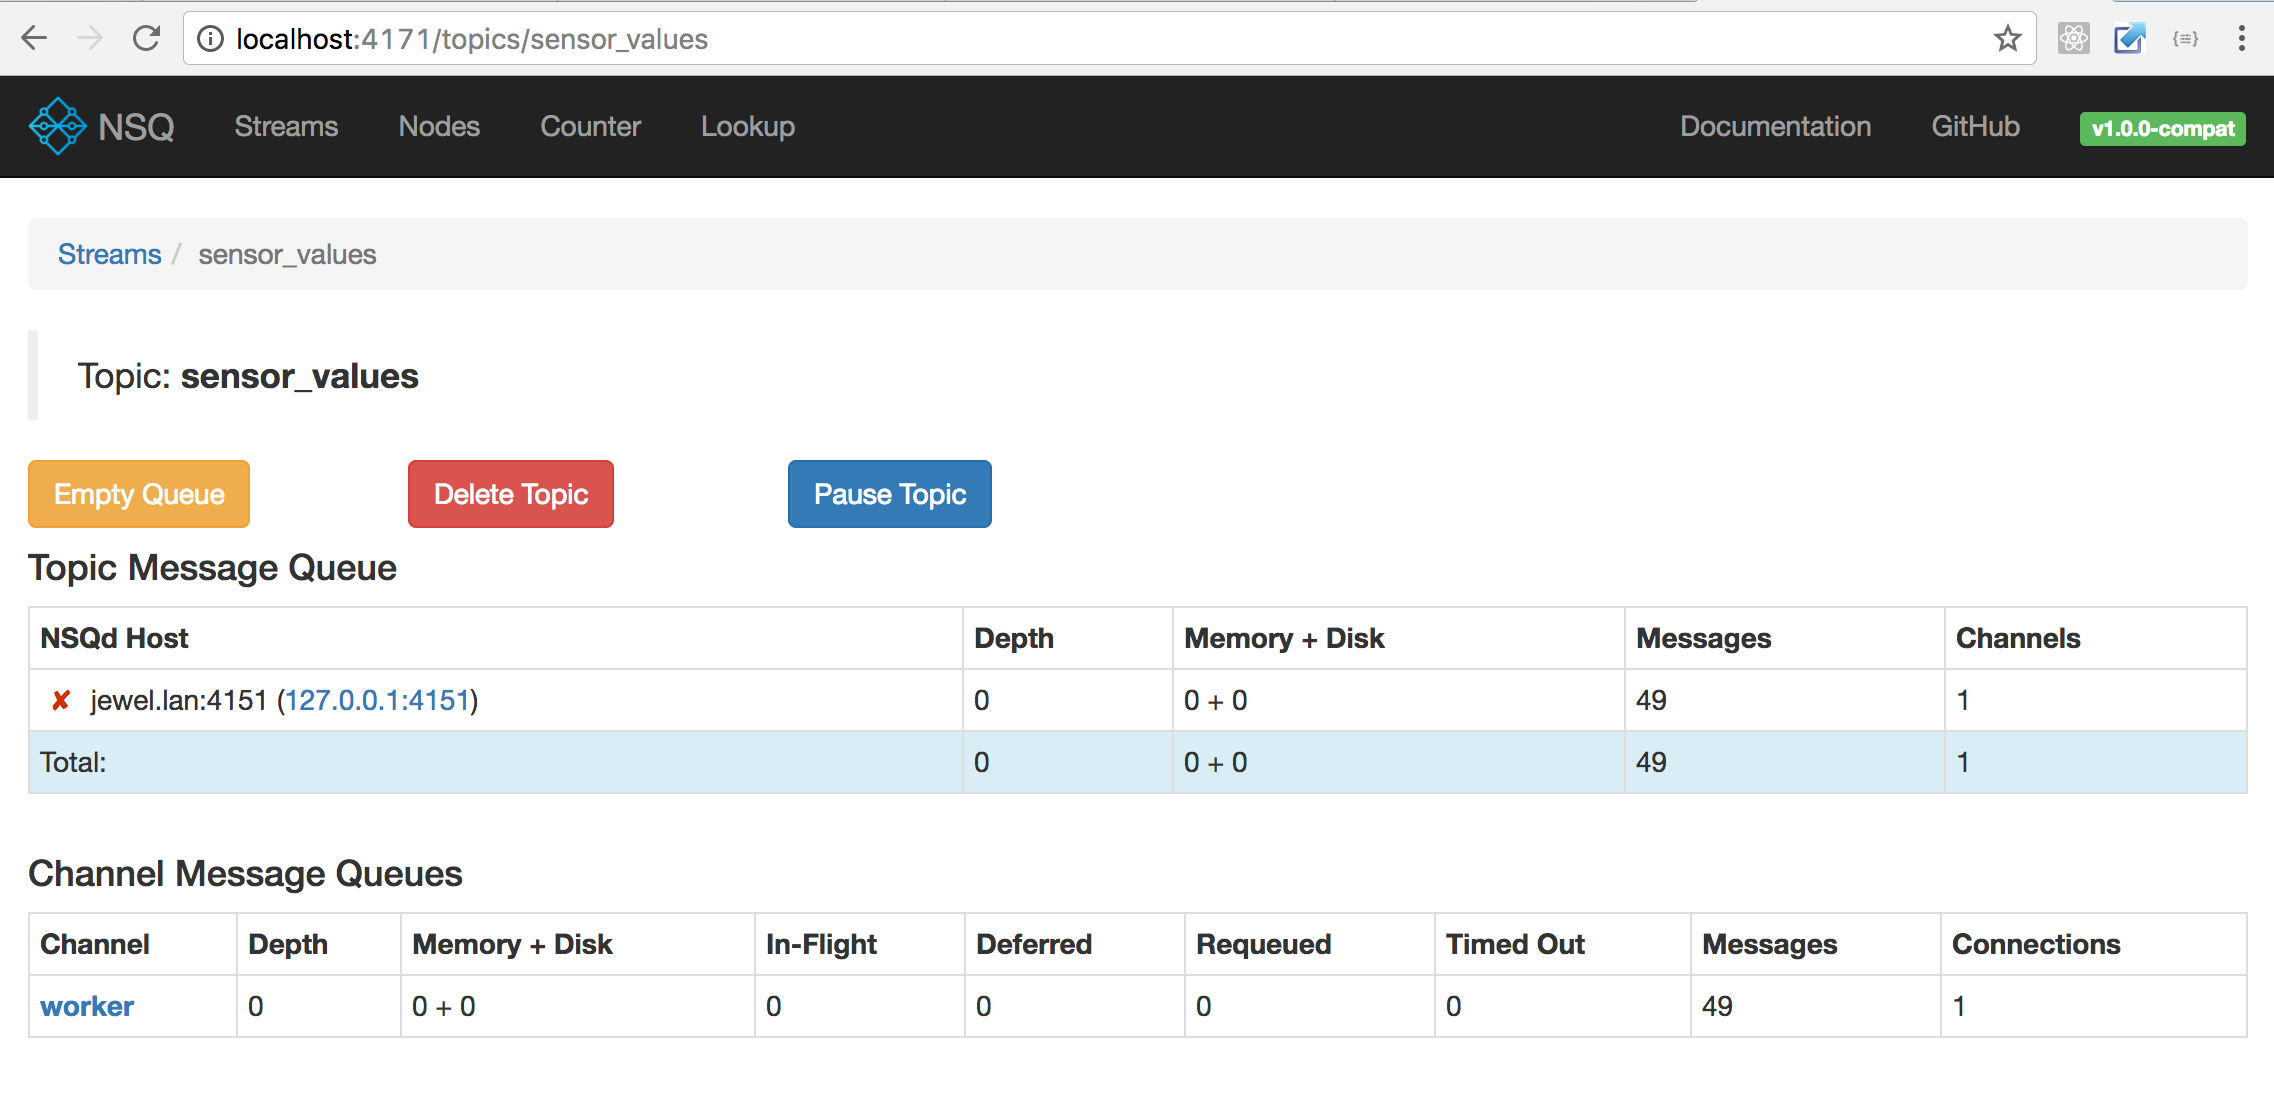 localhost:4171/topics/sensor_values
NSQ Streams Nodes Counter Lookup Documentation GitHub v1.0.0-compat
Streams / sensor_values
Topic: sensor_values
Empty Queue Delete Topic Pause Topic
Topic Message Queue
NSQd Host Depth Memory + Disk Messages Channels
✘ jewel.lan:4151 (127.0.0.1:4151) 0 0 + 0 49 1
Total: 0 0 + 0 49 1
Channel Message Queues
Channel Depth Memory + Disk In-Flight Deferred Requeued Timed Out Messages Connections
worker 0 0 + 0 0 0 0 0 49 1